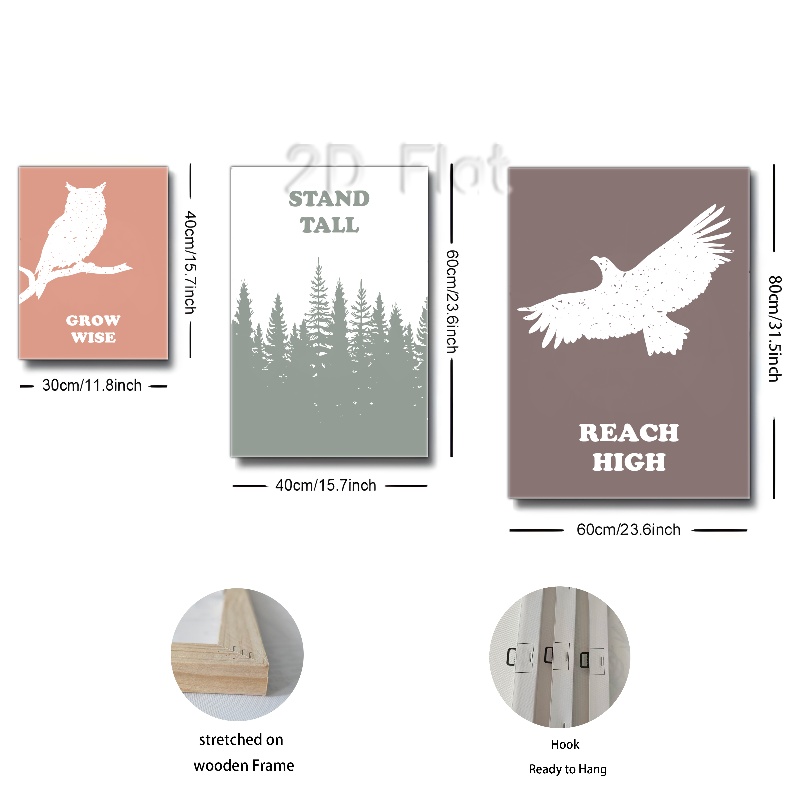 2D Flat
STAND
TALL
GROW
WISE
REACH
HIGH
40cm/15.7inch
60cm/23.6inch
80cm/31.5inch
30cm/11.8inch
40cm/15.7inch
60cm/23.6inch
stretched on
wooden Frame
Hook
Ready to Hang